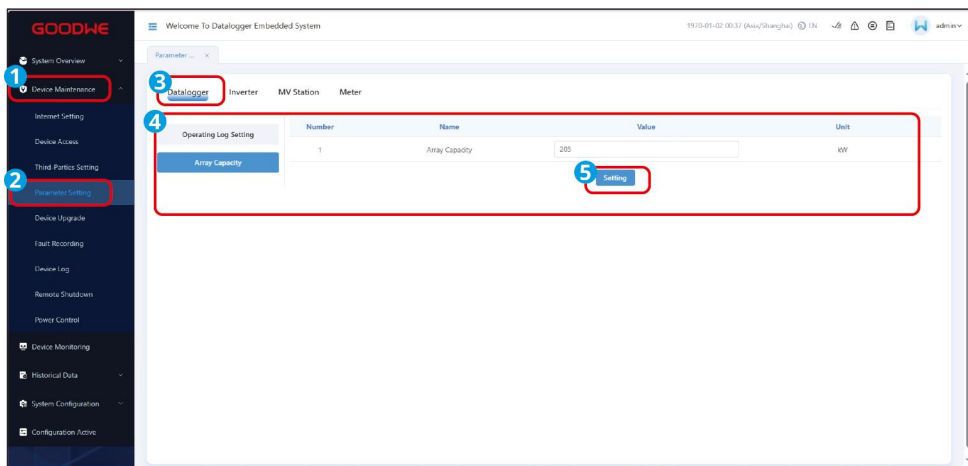 GOODWE
Welcome To Datalogger Embedded System
1970-01-02 00:37 (Asia/Shanghai) EN
admin
System Overview
Parameter ... ×
1
Device Maintenance
3
Datalogger Inverter MV Station Meter
Internet Setting
4
Operating Log Setting
Number Name Value Unit
Device Access
1 Array Capacity 205 kW
Array Capacity
Third-Parties Setting
5
Setting
2
Parameter Setting
Device Upgrade
Fault Recording
Device Log
Remote Shutdown
Power Control
Device Monitoring
Historical Data
System Configuration
Configuration Active